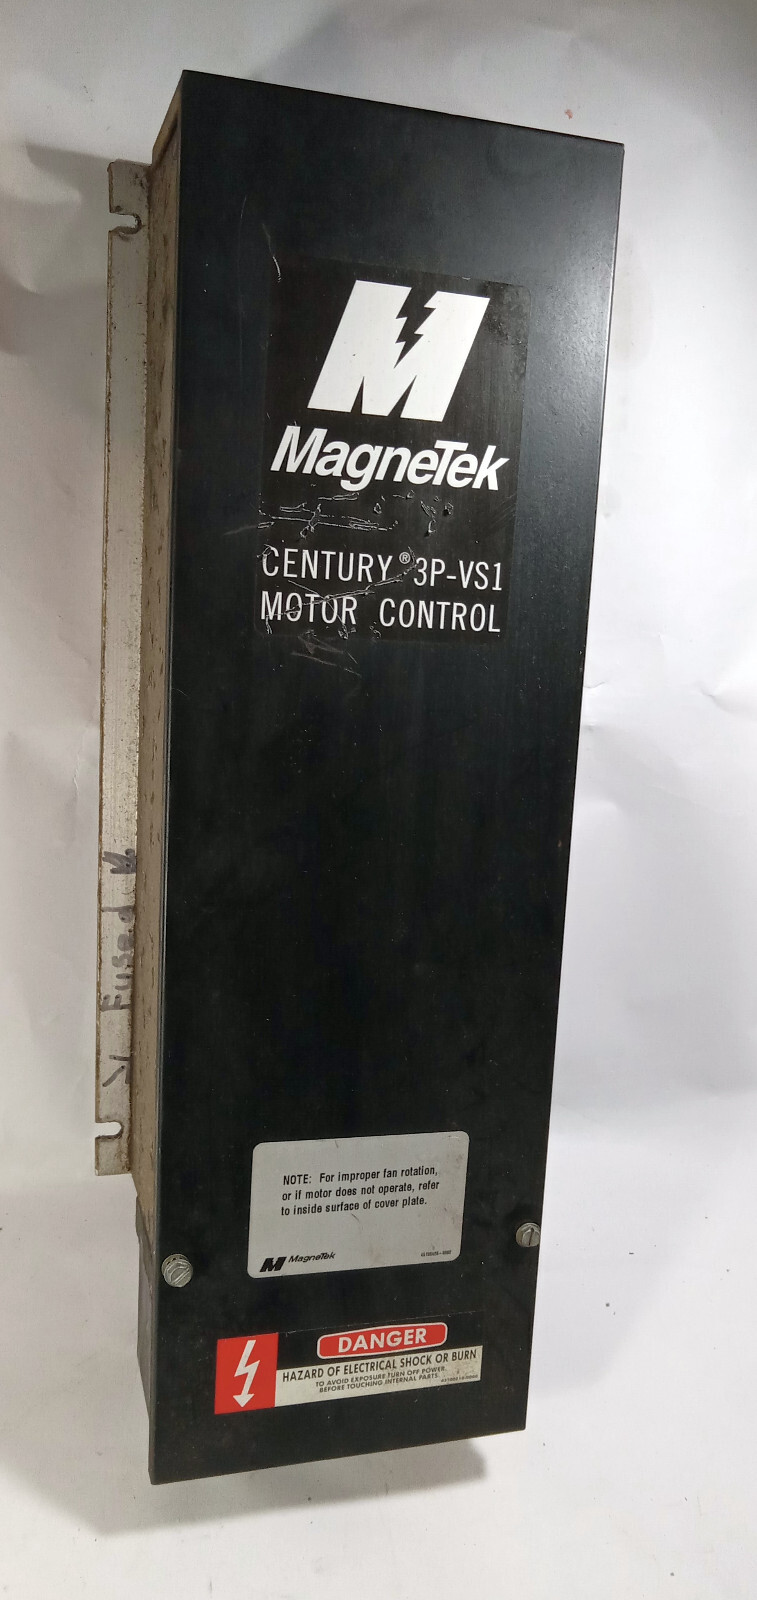 MagneTek
CENTURY® 3P-VS1
MOTOR CONTROL
Fused
NOTE: For improper fan rotation,
or if motor does not operate, refer
to inside surface of cover plate.
MagneTek
DANGER
HAZARD OF ELECTRICAL SHOCK OR BURN
TO AVOID EXPOSURE TURN OFF POWER
BEFORE TOUCHING INTERNAL PARTS.